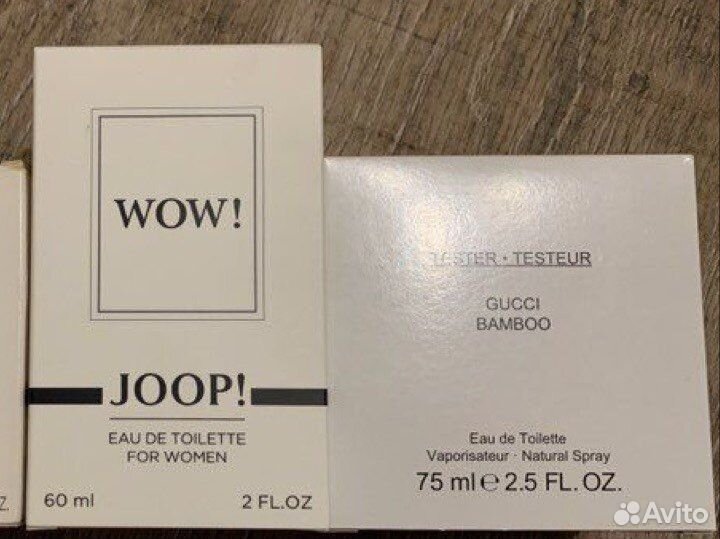 WOW!
JOOP!
EAU DE TOILETTE
FOR WOMEN
60 ml 2 FL.OZ
TESTER • TESTEUR
GUCCI
BAMBOO
Eau de Toilette
Vaporisateur · Natural Spray
75 ml e 2.5 FL. OZ.
Z.
Avito